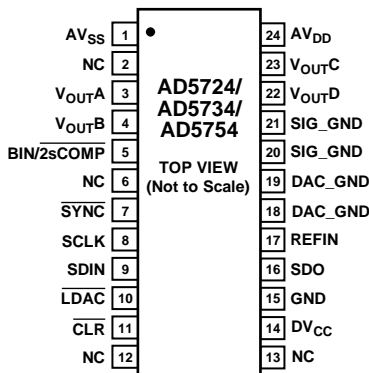 AVSS 1
NC 2
VOUTA 3
VOUTB 4
BIN/2sCOMP 5
NC 6
SYNC 7
SCLK 8
SDIN 9
LDAC 10
CLR 11
NC 12
AD5724/
AD5734/
AD5754
TOP VIEW
(Not to Scale)
24 AVDD
23 VOUTC
22 VOUTD
21 SIG_GND
20 SIG_GND
19 DAC_GND
18 DAC_GND
17 REFIN
16 SDO
15 GND
14 DVCC
13 NC